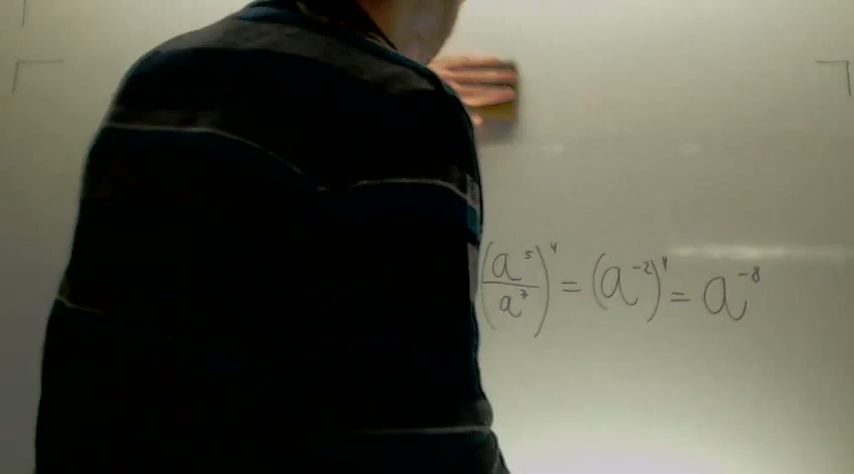 (a^5/a^7)^4 = (a^-2)^4 = a^-8